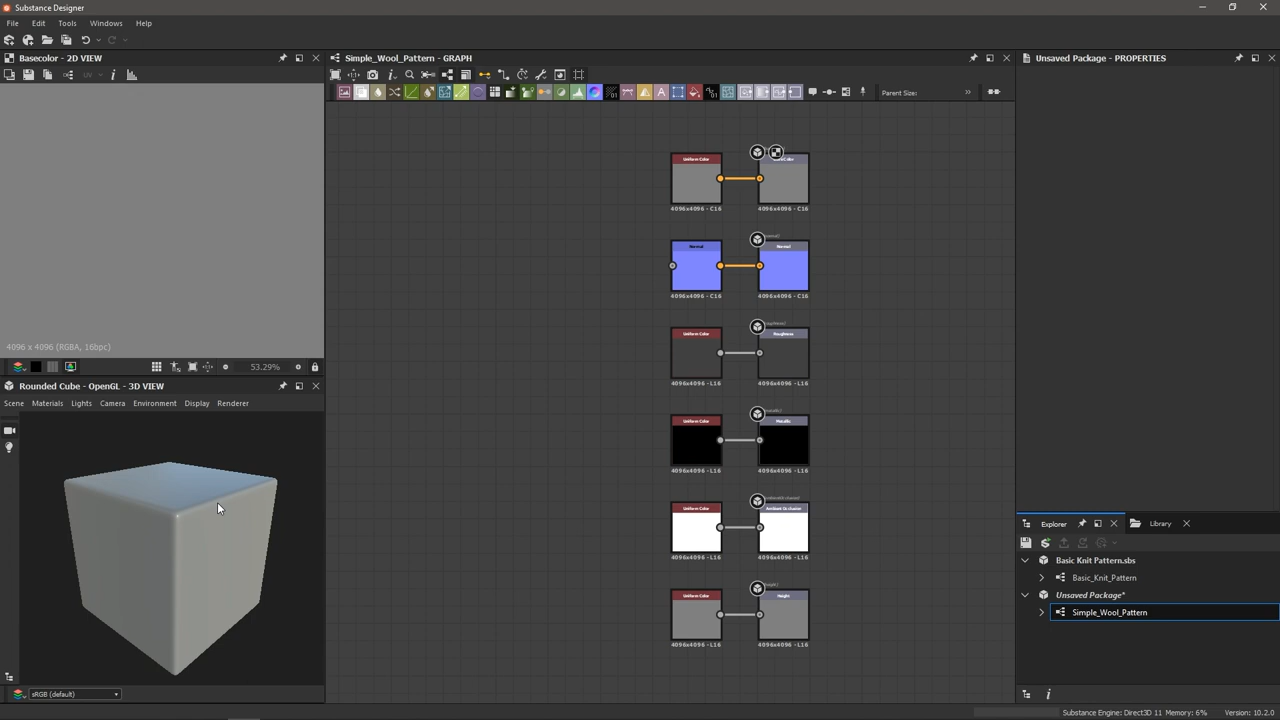 Substance Designer
File Edit Tools Windows Help
Basecolor - 2D VIEW
Simple_Wool_Pattern - GRAPH
Unsaved Package - PROPERTIES
UV
Parent Size:
4096 x 4096 (RGBA, 16bpc)
53.29%
Rounded Cube - OpenGL - 3D VIEW
Scene Materials Lights Camera Environment Display Renderer
sRGB (default)
Uniform Color
4096x4096 - C16 4096x4096 - C16
Normal Normal
4096x4096 - C16 4096x4096 - C16
Uniform Color Roughness
4096x4096 - L16 4096x4096 - L16
Uniform Color Metallic
4096x4096 - L16 4096x4096 - L16
Uniform Color Ambient Occlusion
4096x4096 - L16 4096x4096 - L16
Uniform Color Height
4096x4096 - L16 4096x4096 - L16
Explorer Library
Basic Knit Pattern.sbs
Basic_Knit_Pattern
Unsaved Package*
Simple_Wool_Pattern
Substance Engine: Direct3D 11 Memory: 6% Version: 10.2.0